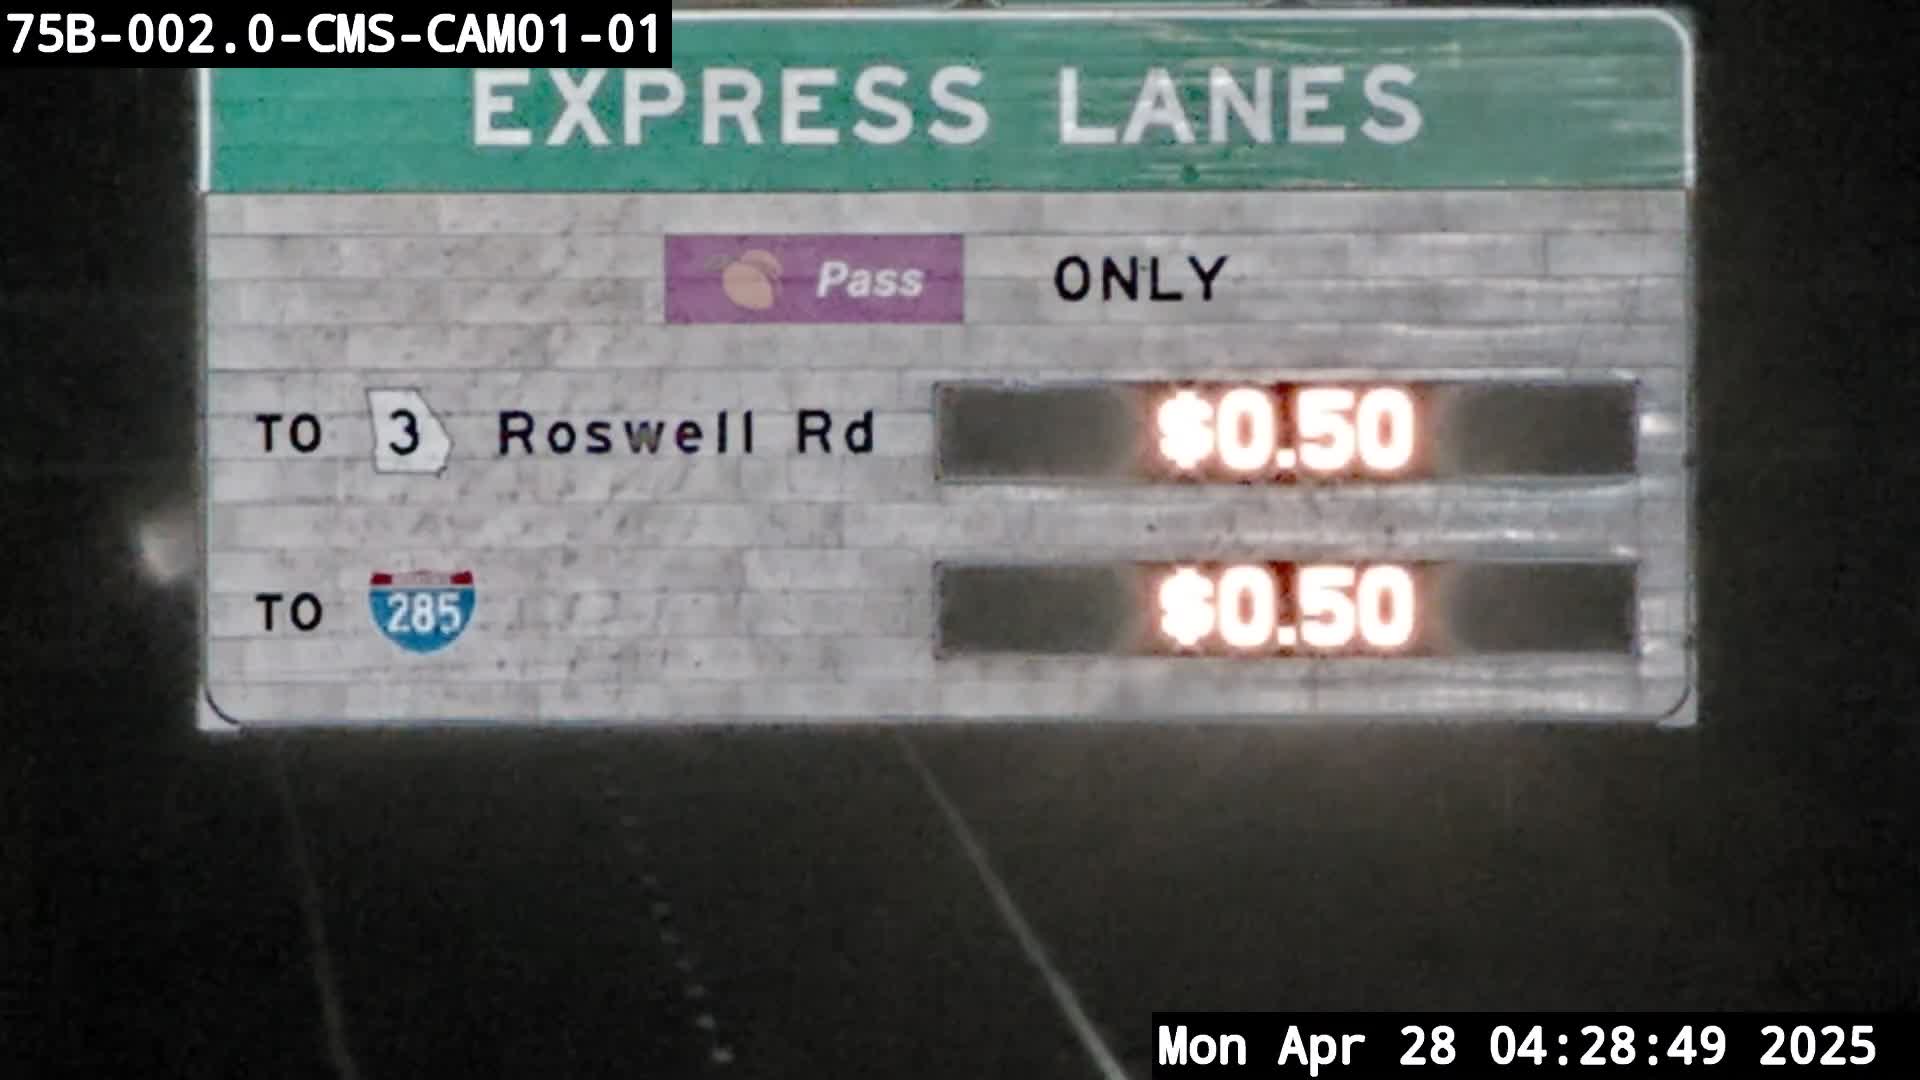 75B-002.0-CMS-CAM01-01
EXPRESS LANES
Pass ONLY
TO 3 Roswell Rd $0.50
TO 285 $0.50
Mon Apr 28 04:28:49 2025